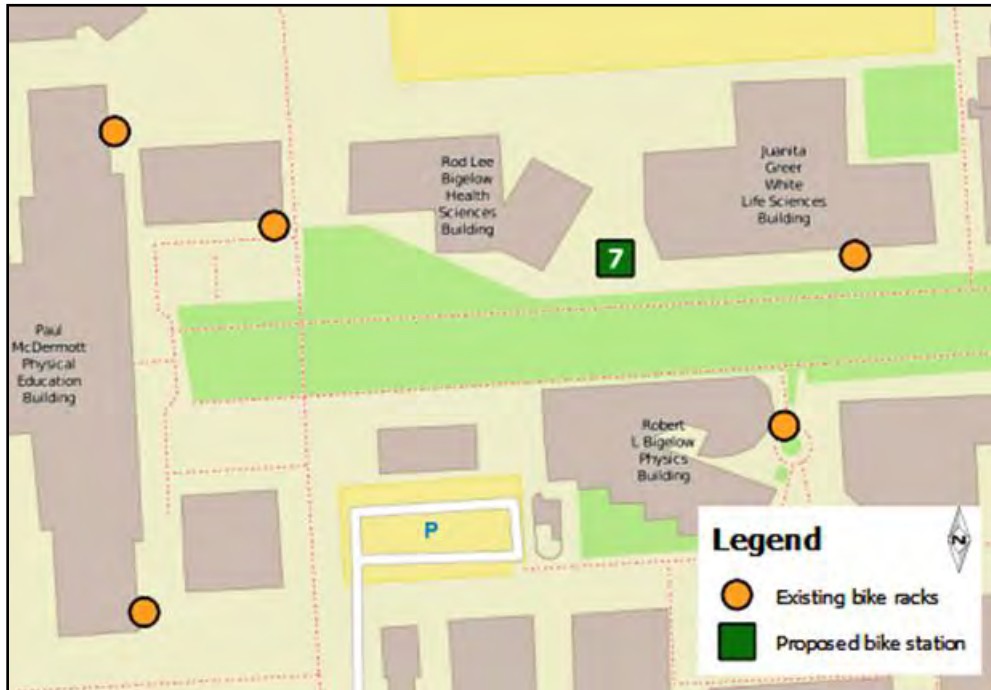 Rod Lee
Bigelow
Health
Sciences
Building
Juanita
Greer
White
Life Sciences
Building
7
Paul
McDermott
Physical
Education
Building
Robert
L Bigelow
Physics
Building
P
Legend
N
Existing bike racks
Proposed bike station